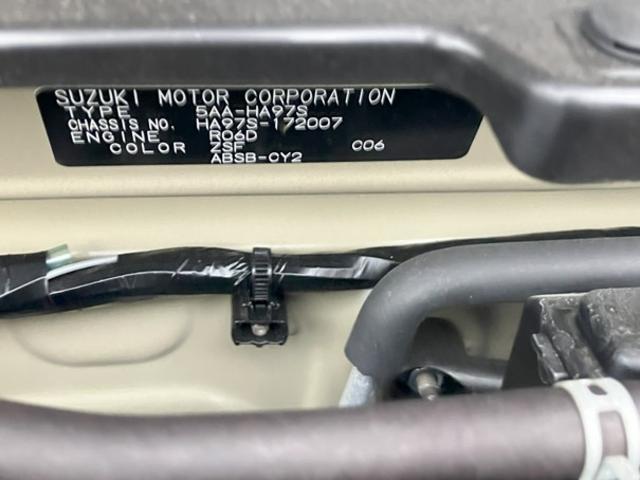 SUZUKI MOTOR CORPORATION
TYPE 5AA-HA97S
CHASSIS NO. HA97S-172007
ENGINE R06D
COLOR ZSF C06
ABSB-CY2